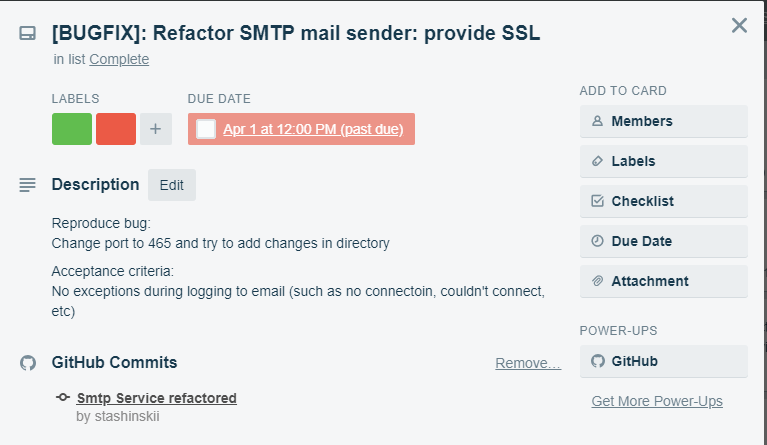 [BUGFIX]: Refactor SMTP mail sender: provide SSL
in list Complete
LABELS
DUE DATE
+
Apr 1 at 12:00 PM (past due)
Description
Edit
Reproduce bug:
Change port to 465 and try to add changes in directory
Acceptance criteria:
No exceptions during logging to email (such as no connectoin, couldn't connect,
etc)
GitHub Commits
Remove…
Smtp Service refactored
by stashinskii
ADD TO CARD
Members
Labels
Checklist
Due Date
Attachment
POWER-UPS
GitHub
Get More Power-Ups